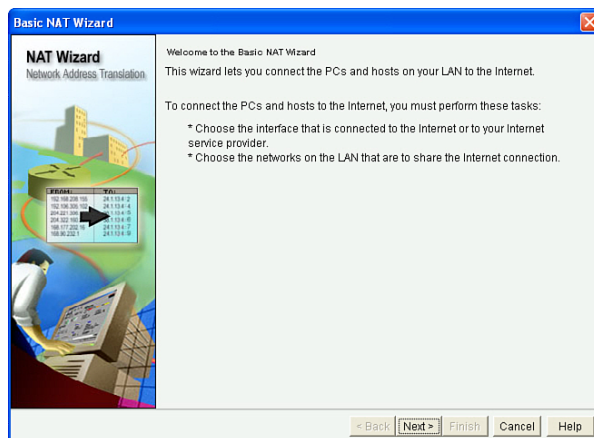 Basic NAT Wizard
NAT Wizard
Network Address Translation
Welcome to the Basic NAT Wizard
This wizard lets you connect the PCs and hosts on your LAN to the Internet.
To connect the PCs and hosts to the Internet, you must perform these tasks:
* Choose the interface that is connected to the Internet or to your Internet
service provider.
* Choose the networks on the LAN that are to share the Internet connection.
FROM: TO:
192.168.208.155
< Back Next > Finish Cancel Help